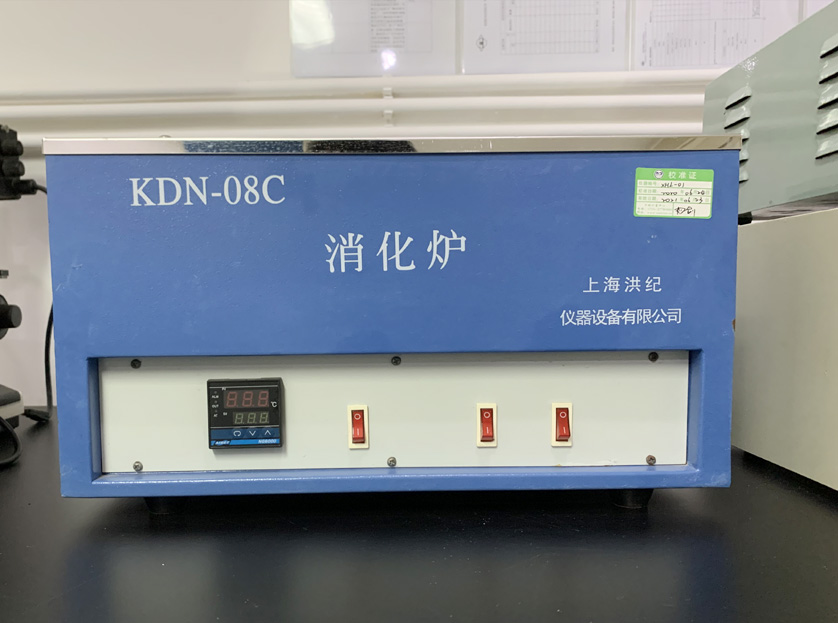 KDN-08C
消化炉
上海洪纪
仪器设备有限公司
校准证
℃